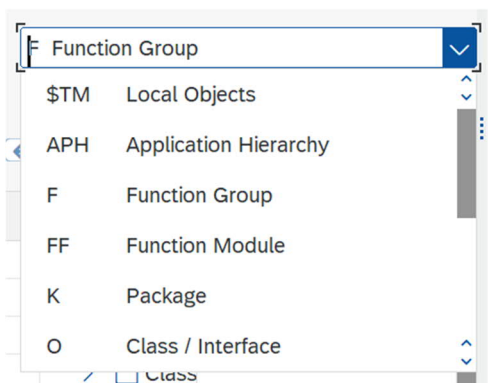 F Function Group
$TM Local Objects
APH Application Hierarchy
F Function Group
FF Function Module
K Package
O Class / Interface
Class